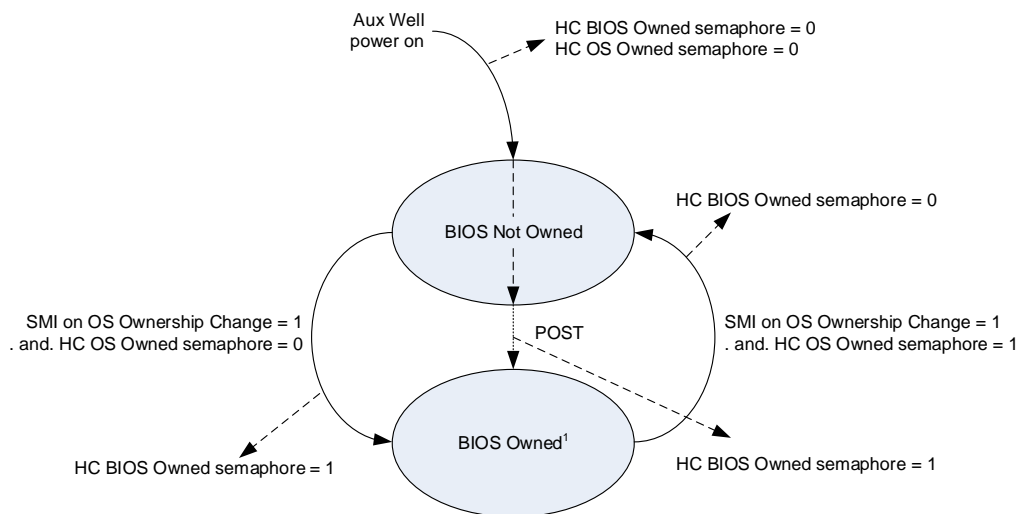 Aux Well
power on
HC BIOS Owned semaphore = 0
HC OS Owned semaphore = 0
HC BIOS Owned semaphore = 0
BIOS Not Owned
SMI on OS Ownership Change = 1
. and. HC OS Owned semaphore = 0
POST
SMI on OS Ownership Change = 1
. and. HC OS Owned semaphore = 1
BIOS Owned¹
HC BIOS Owned semaphore = 1
HC BIOS Owned semaphore = 1